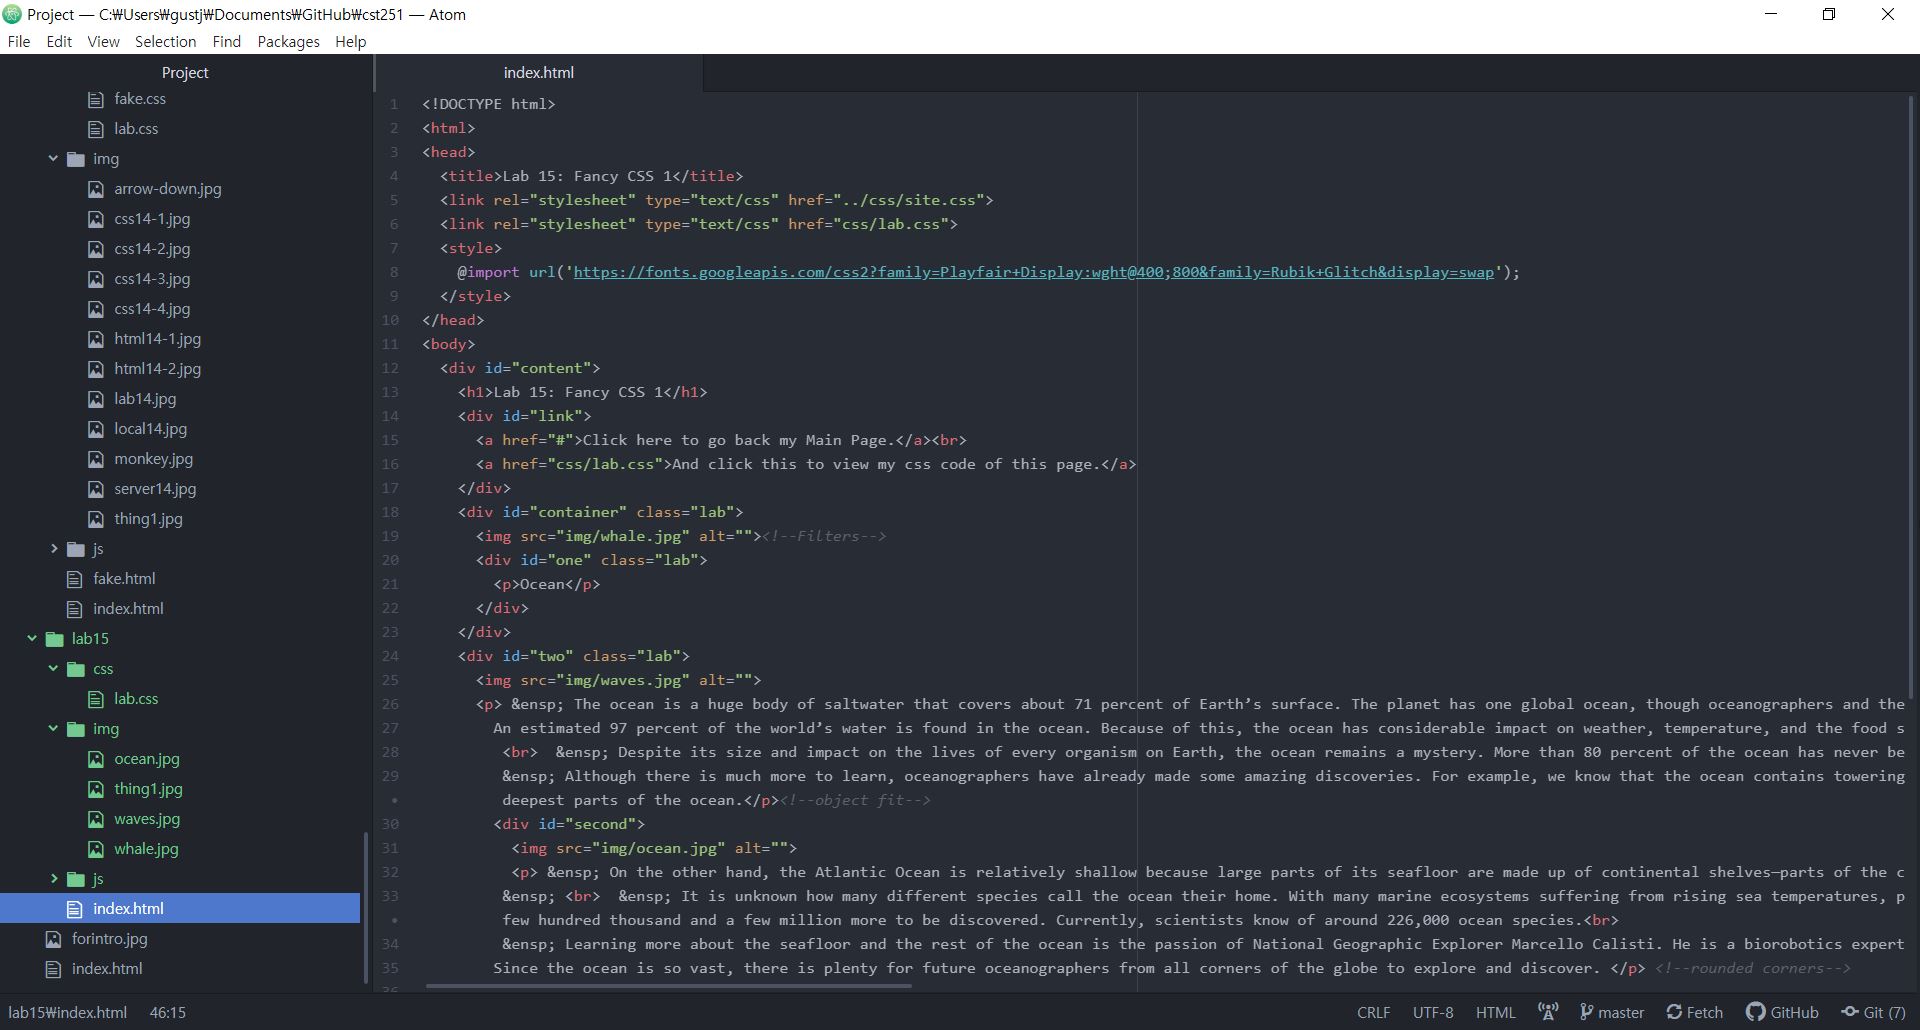 Project — C:₩Users₩gustj₩Documents₩GitHub₩cst251 — Atom
File Edit View Selection Find Packages Help
Project
fake.css
lab.css
img
arrow-down.jpg
css14-1.jpg
css14-2.jpg
css14-3.jpg
css14-4.jpg
html14-1.jpg
html14-2.jpg
lab14.jpg
local14.jpg
monkey.jpg
server14.jpg
thing1.jpg
js
fake.html
index.html
lab15
css
lab.css
img
ocean.jpg
thing1.jpg
waves.jpg
whale.jpg
js
index.html
forintro.jpg
index.html
index.html
1 <!DOCTYPE html>
2 <html>
3 <head>
4 <title>Lab 15: Fancy CSS 1</title>
5 <link rel="stylesheet" type="text/css" href="../css/site.css">
6 <link rel="stylesheet" type="text/css" href="css/lab.css">
7 <style>
8 @import url('https://fonts.googleapis.com/css2?family=Playfair+Display:wght@400;800&family=Rubik+Glitch&display=swap');
9 </style>
10 </head>
11 <body>
12 <div id="content">
13 <h1>Lab 15: Fancy CSS 1</h1>
14 <div id="link">
15 <a href="#">Click here to go back my Main Page.</a><br>
16 <a href="css/lab.css">And click this to view my css code of this page.</a>
17 </div>
18 <div id="container" class="lab">
19 <img src="img/whale.jpg" alt=""><!--Filters-->
20 <div id="one" class="lab">
21 <p>Ocean</p>
22 </div>
23 </div>
24 <div id="two" class="lab">
25 <img src="img/waves.jpg" alt="">
26 <p> &ensp; The ocean is a huge body of saltwater that covers about 71 percent of Earth’s surface. The planet has one global ocean, though oceanographers and the
27 An estimated 97 percent of the world’s water is found in the ocean. Because of this, the ocean has considerable impact on weather, temperature, and the food s
28 <br> &ensp; Despite its size and impact on the lives of every organism on Earth, the ocean remains a mystery. More than 80 percent of the ocean has never be
29 &ensp; Although there is much more to learn, oceanographers have already made some amazing discoveries. For example, we know that the ocean contains towering
• deepest parts of the ocean.</p><!--object fit-->
30 <div id="second">
31 <img src="img/ocean.jpg" alt="">
32 <p> &ensp; On the other hand, the Atlantic Ocean is relatively shallow because large parts of its seafloor are made up of continental shelves—parts of the c
33 &ensp; <br> &ensp; It is unknown how many different species call the ocean their home. With many marine ecosystems suffering from rising sea temperatures, p
• few hundred thousand and a few million more to be discovered. Currently, scientists know of around 226,000 ocean species.<br>
34 &ensp; Learning more about the seafloor and the rest of the ocean is the passion of National Geographic Explorer Marcello Calisti. He is a biorobotics expert
35 Since the ocean is so vast, there is plenty for future oceanographers from all corners of the globe to explore and discover. </p> <!--rounded corners-->
lab15₩index.html 46:15 CRLF UTF-8 HTML master Fetch GitHub Git (7)